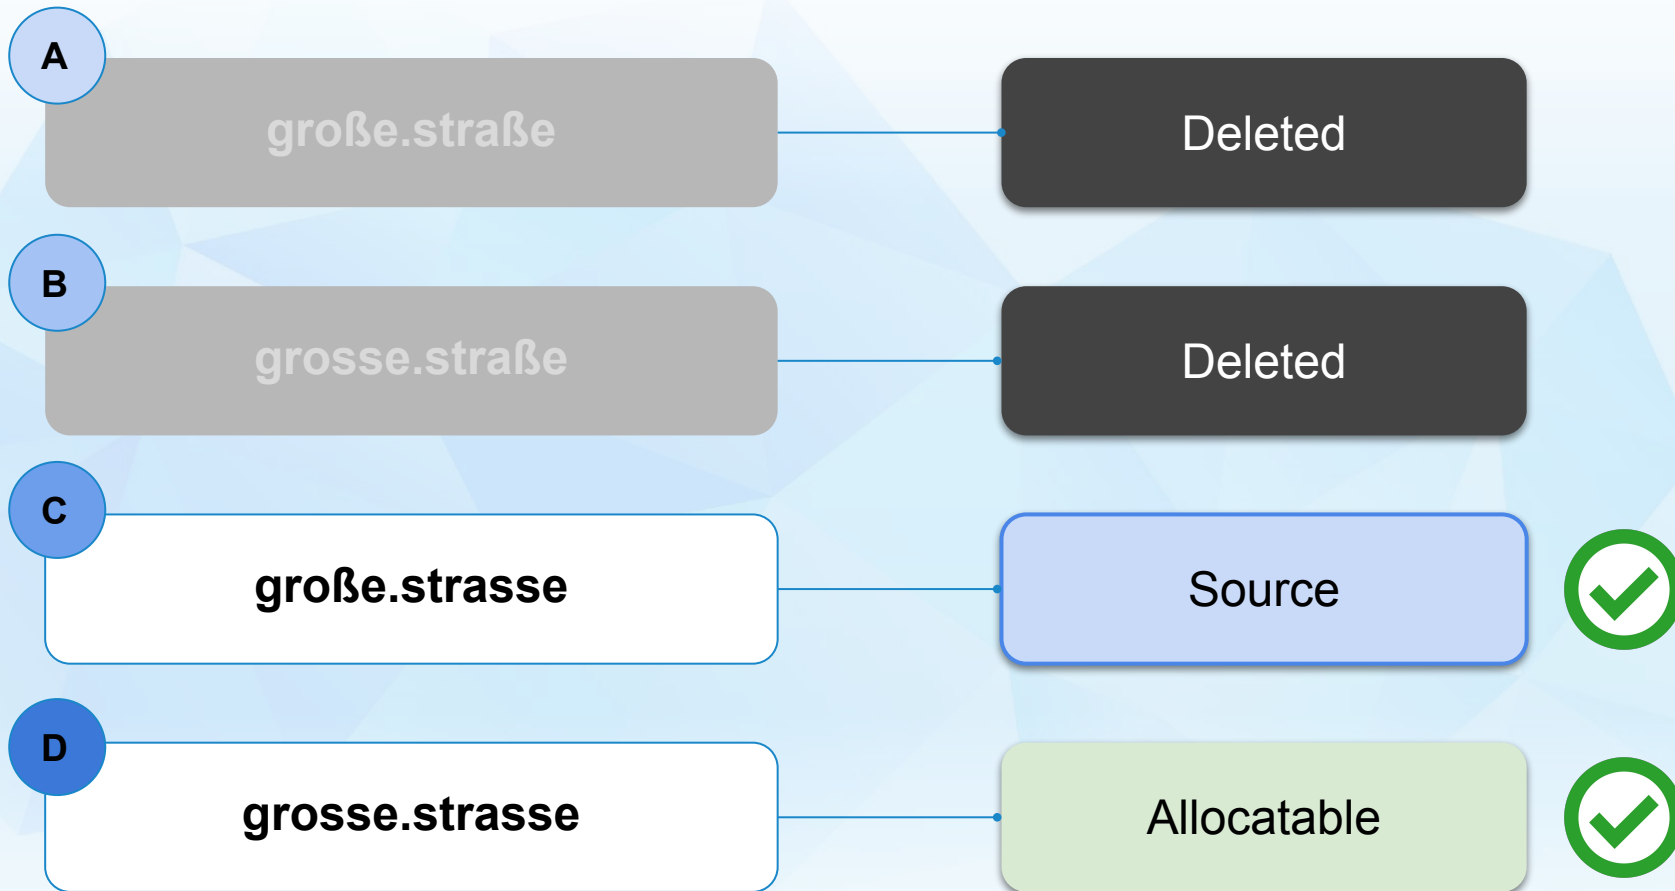 A
große.straße
Deleted
B
grosse.straße
Deleted
C
große.strasse
Source
D
grosse.strasse
Allocatable